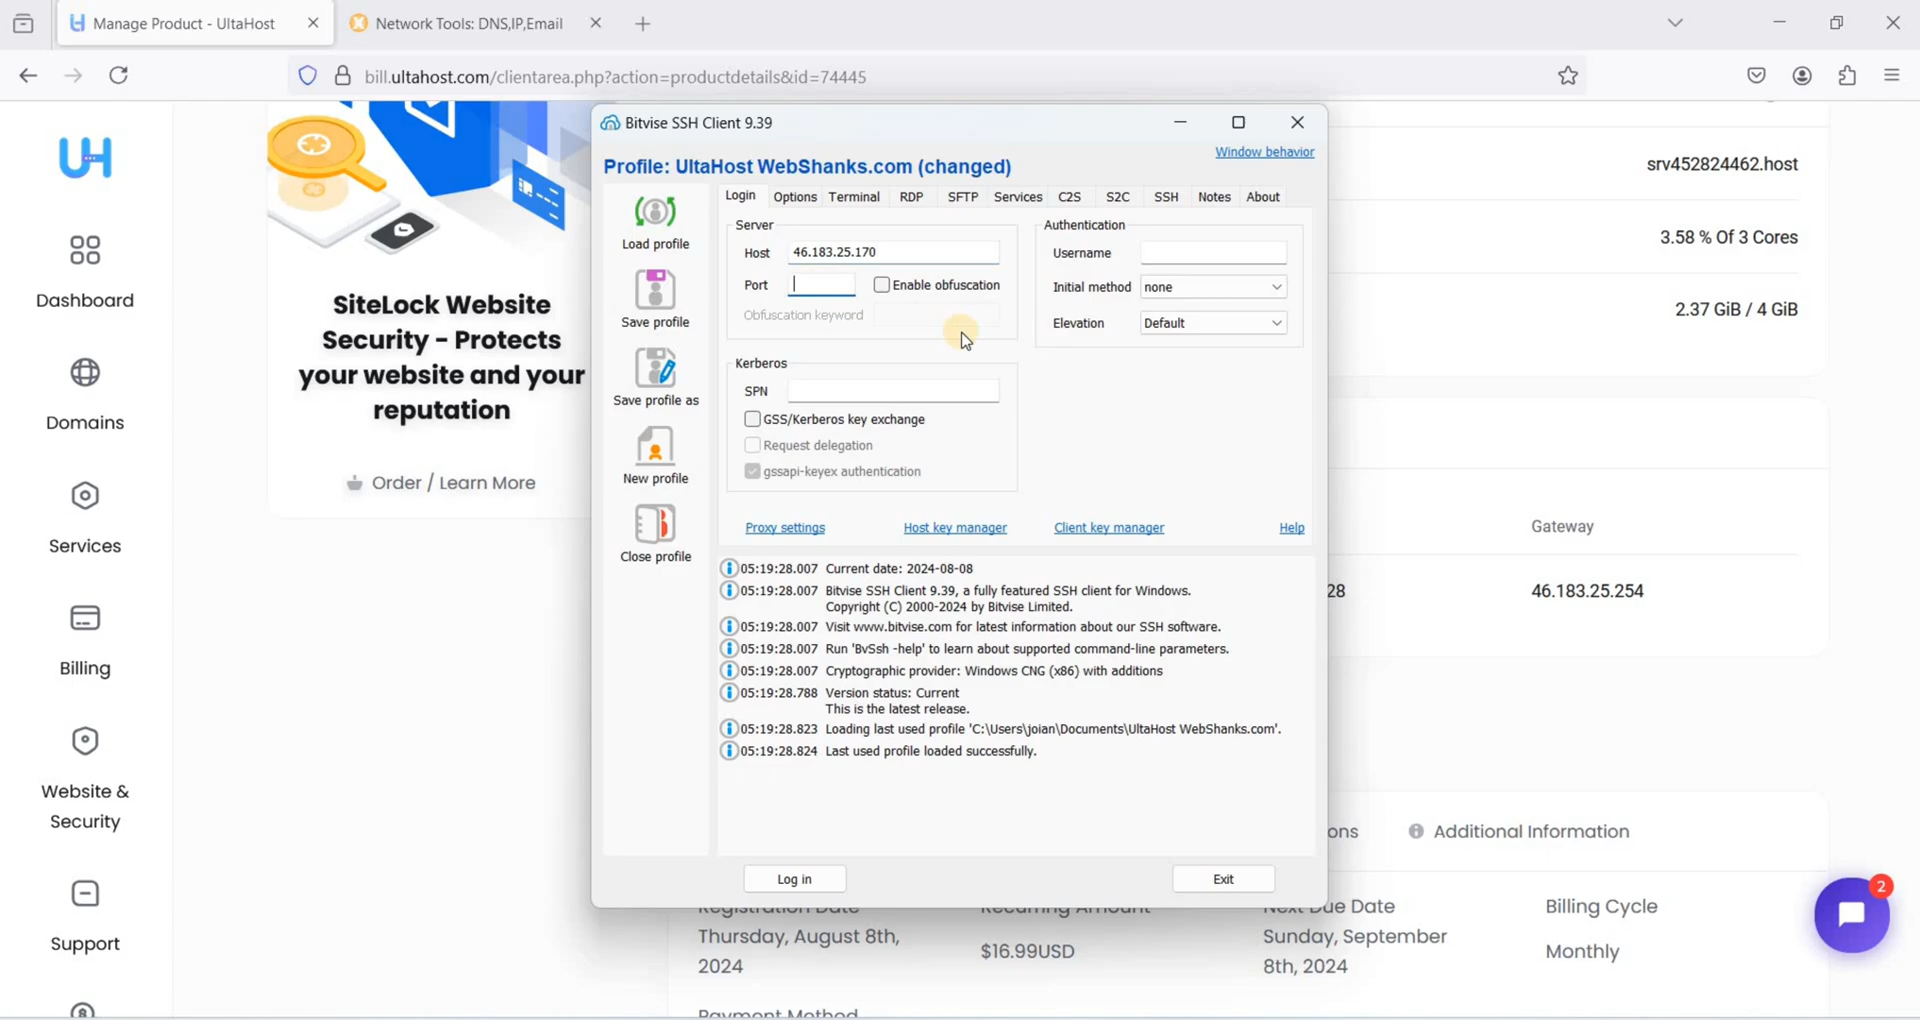 Manage Product - UltaHost
Network Tools: DNS,IP,Email
bill.ultahost.com/clientarea.php?action=productdetails&id=74445
UH
Dashboard
Domains
Services
Billing
Website &
Security
Support
SiteLock Website
Security - Protects
your website and your
reputation
Order / Learn More
Bitvise SSH Client 9.39
Window behavior
Profile: UltaHost WebShanks.com (changed)
Load profile
Save profile
Save profile as
New profile
Close profile
Login Options Terminal RDP SFTP Services C2S S2C SSH Notes About
Server
Host 46.183.25.170
Port Enable obfuscation
Obfuscation keyword
Authentication
Username
Initial method none
Elevation Default
Kerberos
SPN
GSS/Kerberos key exchange
Request delegation
gssapi-keyex authentication
Proxy settings Host key manager Client key manager Help
05:19:28.007 Current date: 2024-08-08
05:19:28.007 Bitvise SSH Client 9.39, a fully featured SSH client for Windows.
Copyright (C) 2000-2024 by Bitvise Limited.
05:19:28.007 Visit www.bitvise.com for latest information about our SSH software.
05:19:28.007 Run 'BvSsh -help' to learn about supported command-line parameters.
05:19:28.007 Cryptographic provider: Windows CNG (x86) with additions
05:19:28.788 Version status: Current
This is the latest release.
05:19:28.823 Loading last used profile 'C:\Users\joian\Documents\UltaHost WebShanks.com'.
05:19:28.824 Last used profile loaded successfully.
Log in Exit
srv452824462.host
3.58 % Of 3 Cores
2.37 GiB / 4 GiB
Gateway
28 46.183.25.254
ons Additional Information
2
Registration Date Recurring Amount Next Due Date Billing Cycle
Thursday, August 8th,
2024
$16.99USD
Sunday, September
8th, 2024
Monthly
Payment Method